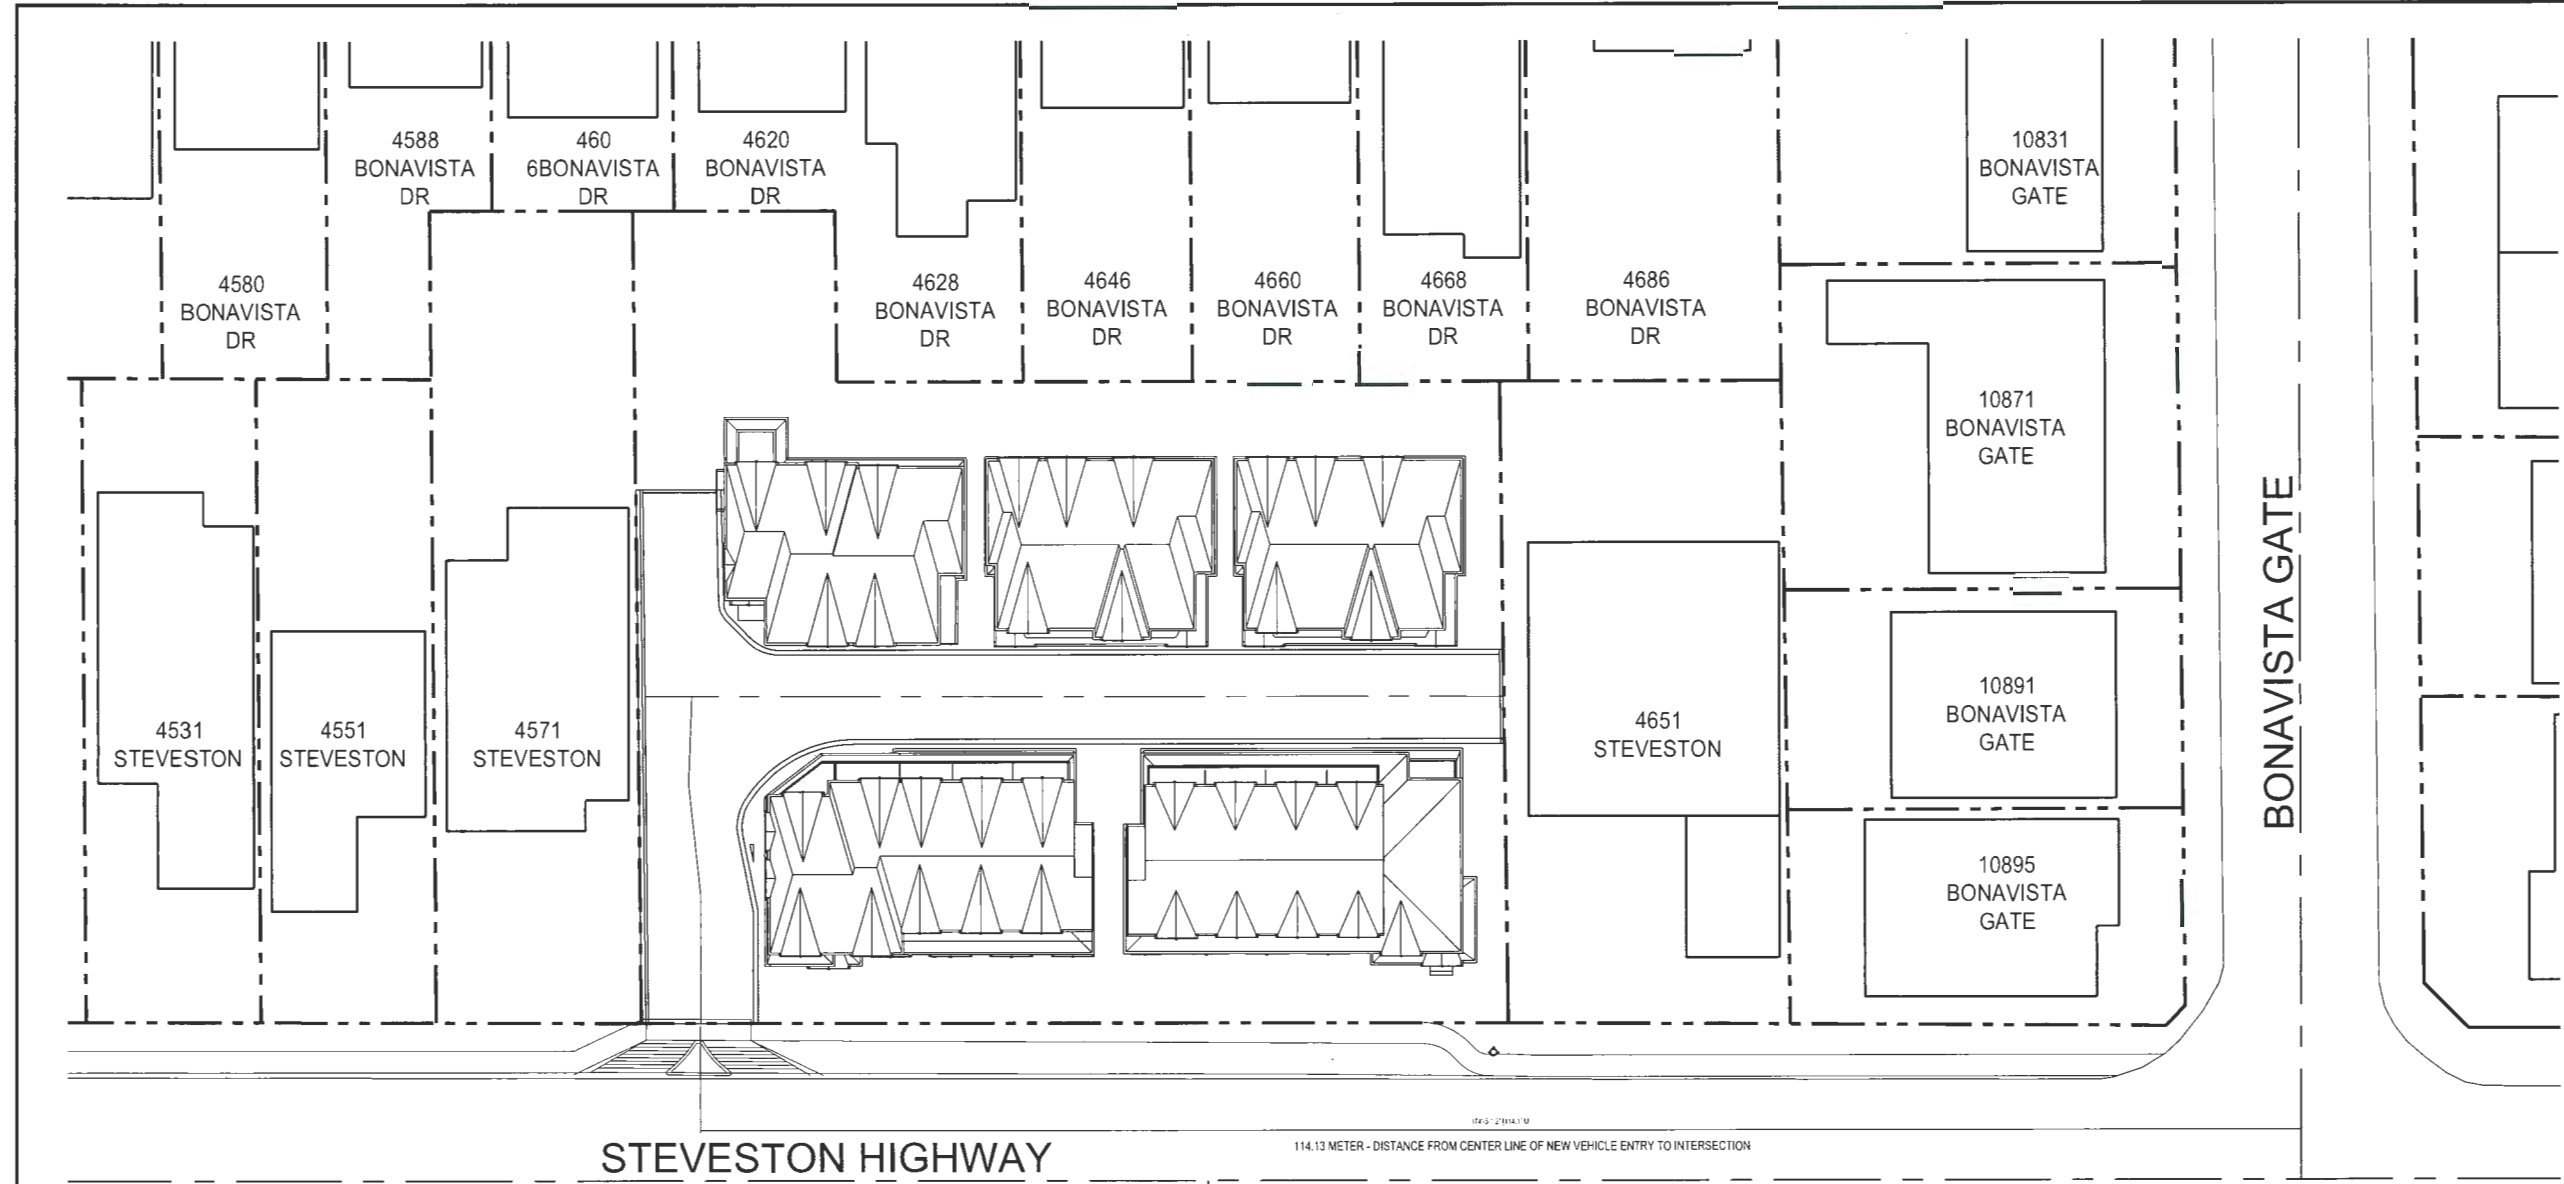 4588
BONAVISTA
DR
460
6BONAVISTA
DR
4620
BONAVISTA
DR
10831
BONAVISTA
GATE
4580
BONAVISTA
DR
4628
BONAVISTA
DR
4646
BONAVISTA
DR
4660
BONAVISTA
DR
4668
BONAVISTA
DR
4686
BONAVISTA
DR
10871
BONAVISTA
GATE
4531
STEVESTON
4551
STEVESTON
4571
STEVESTON
4651
STEVESTON
10891
BONAVISTA
GATE
10895
BONAVISTA
GATE
BONAVISTA GATE
114.13 METER - DISTANCE FROM CENTER LINE OF NEW VEHICLE ENTRY TO INTERSECTION
STEVESTON HIGHWAY